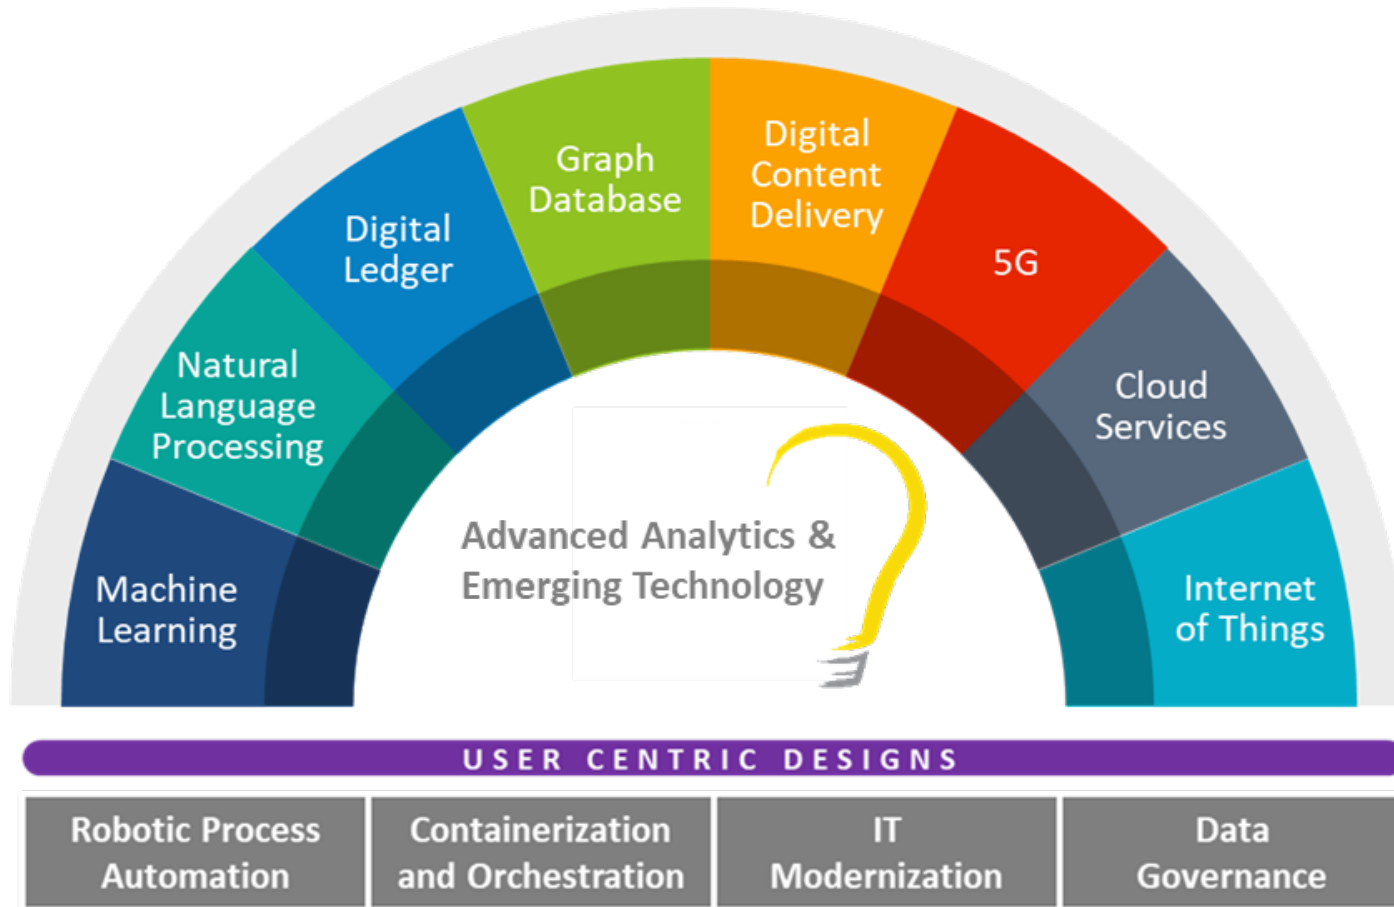 Graph
Database
Digital
Content
Delivery
Digital
Ledger
5G
Natural
Language
Processing
Cloud
Services
Machine
Learning
Internet
of Things
Advanced Analytics &
Emerging Technology
USER CENTRIC DESIGNS
Robotic Process
Automation
Containerization
and Orchestration
IT
Modernization
Data
Governance